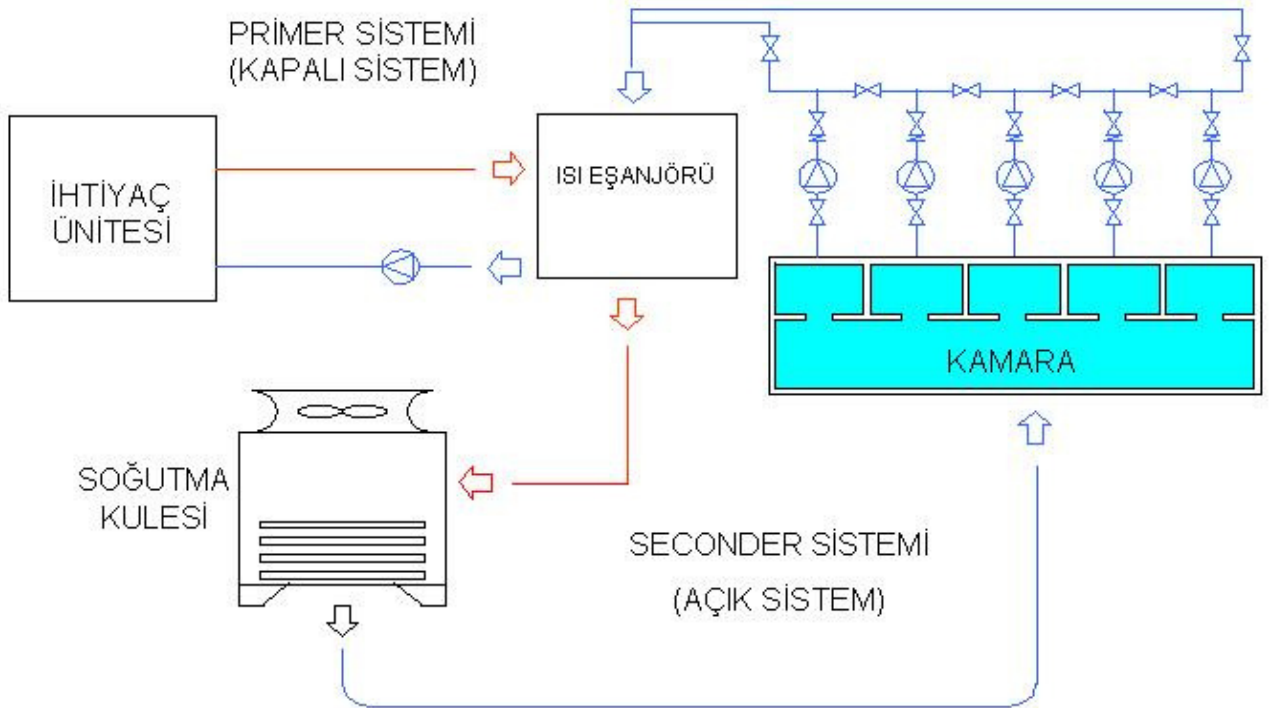 PRİMER SİSTEMİ
(KAPALI SİSTEM)
İHTİYAÇ
ÜNİTESİ
ISI EŞANJÖRÜ
KAMARA
SOĞUTMA
KULESİ
SECONDER SİSTEMİ
(AÇIK SİSTEM)